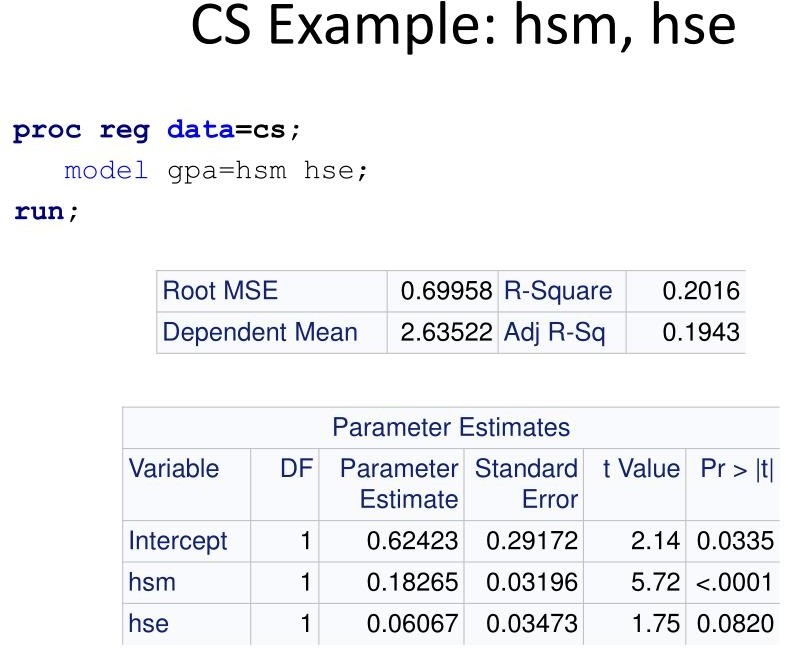 CS Example: hsm, hse
proc reg data=cs;
model gpa=hsm hse;
run;
Root MSE 0.69958 R-Square 0.2016
Dependent Mean 2.63522 Adj R-Sq 0.1943
Parameter Estimates
Variable DF Parameter Estimate Standard Error t Value Pr > |t|
Intercept 1 0.62423 0.29172 2.14 0.0335
hsm 1 0.18265 0.03196 5.72 <.0001
hse 1 0.06067 0.03473 1.75 0.0820